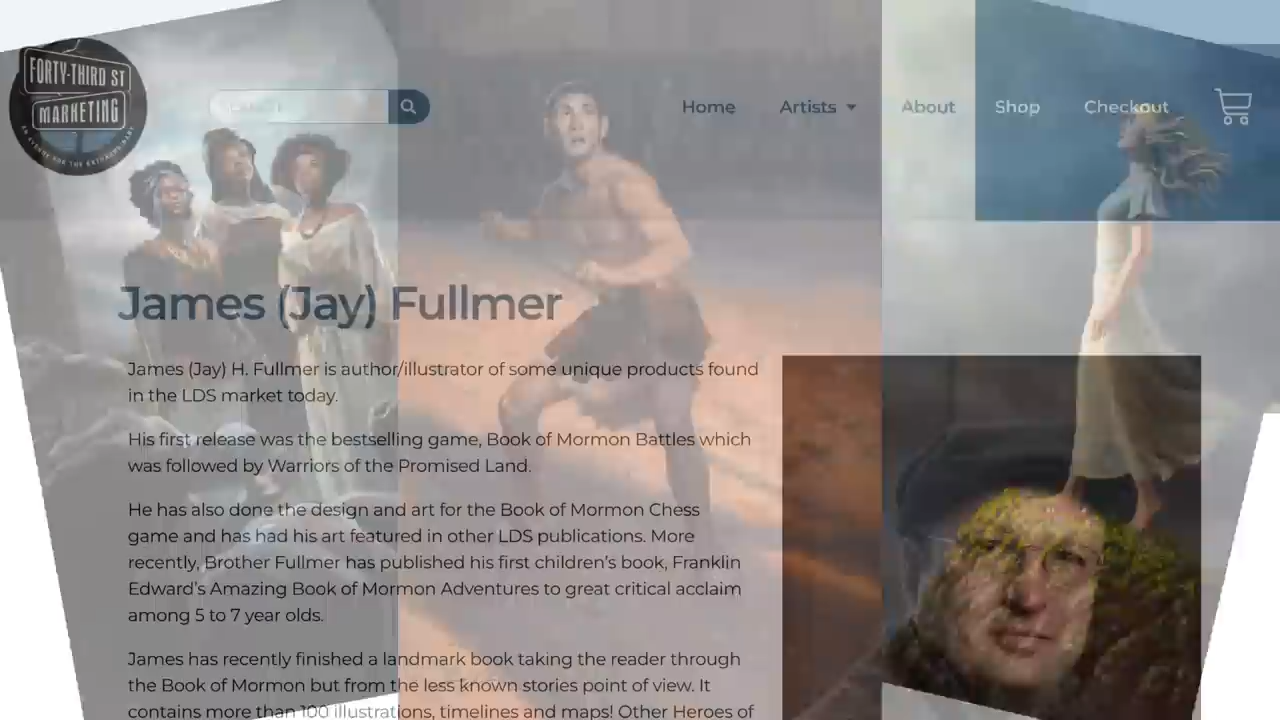 FORTY-THIRD ST
MARKETING
AN AVENUE FOR THE EXTRAORDINARY
Home
Artists
About
Shop
Checkout
James (Jay) Fullmer
James (Jay) H. Fullmer is author/illustrator of some unique products found
in the LDS market today.
His first release was the bestselling game, Book of Mormon Battles which
was followed by Warriors of the Promised Land.
He has also done the design and art for the Book of Mormon Chess
game and has had his art featured in other LDS publications. More
recently, Brother Fullmer has published his first children's book, Franklin
Edward's Amazing Book of Mormon Adventures to great critical acclaim
among 5 to 7 year olds.
James has recently finished a landmark book taking the reader through
the Book of Mormon but from the less known stories point of view. It
contains more than 100 illustrations, timelines and maps! Other Heroes of